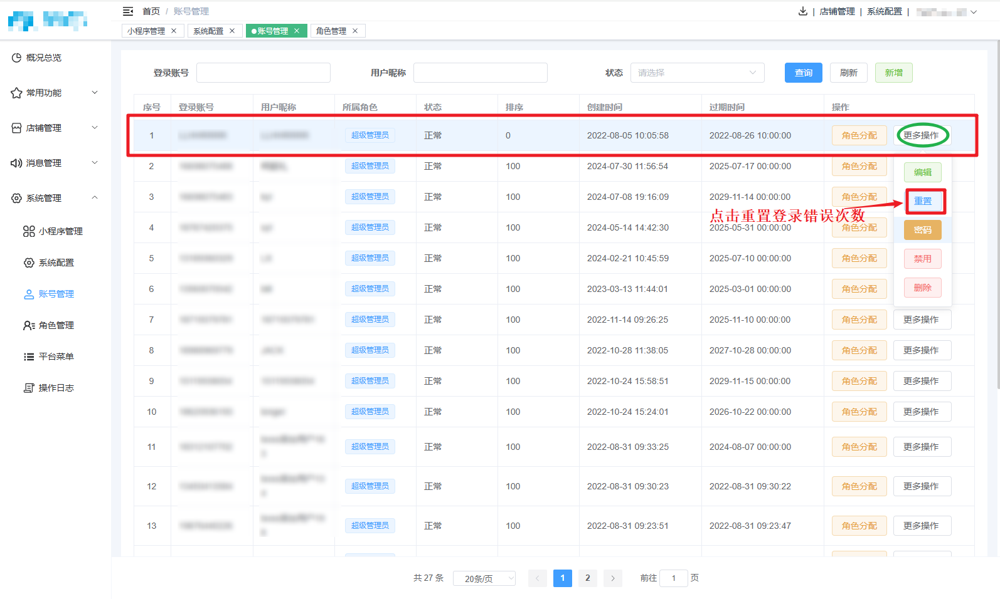 首页 / 账号管理
| 店铺管理 | 系统配置 |
小程序管理 ✕ 系统配置 ✕ 账号管理 ✕ 角色管理 ✕
概况总览
常用功能
店铺管理
消息管理
系统管理
小程序管理
系统配置
账号管理
角色管理
平台菜单
操作日志
登录账号 用户昵称 状态 请选择 查询 刷新 新增
序号 登录账号 用户昵称 所属角色 状态 排序 创建时间 过期时间 操作
1 超级管理员 正常 0 2022-08-05 10:05:58 2022-08-26 10:00:00 角色分配 更多操作
2 超级管理员 正常 100 2024-07-30 11:56:54 2025-07-17 00:00:00 角色分配
编辑
3 超级管理员 正常 100 2024-07-08 19:16:09 2029-11-14 00:00:00 角色分配
重置
点击重置登录错误次数
4 超级管理员 正常 100 2024-05-14 14:42:30 2025-05-31 00:00:00 角色分配
密码
5 超级管理员 正常 100 2024-02-21 10:45:59 2025-07-10 00:00:00 角色分配
禁用
6 超级管理员 正常 100 2023-03-13 11:44:01 2025-03-01 00:00:00 角色分配
删除
7 超级管理员 正常 100 2022-11-14 09:26:25 2025-11-10 00:00:00 角色分配 更多操作
8 超级管理员 正常 100 2022-10-28 11:38:05 2027-10-28 00:00:00 角色分配 更多操作
9 超级管理员 正常 100 2022-10-24 15:58:51 2029-11-15 00:00:00 角色分配 更多操作
10 超级管理员 正常 100 2022-10-24 15:24:01 2026-10-22 00:00:00 角色分配 更多操作
11 超级管理员 正常 100 2022-08-31 09:33:25 2024-08-07 00:00:00 角色分配 更多操作
12 超级管理员 正常 100 2022-08-31 09:30:23 2022-08-31 09:30:22 角色分配 更多操作
13 超级管理员 正常 100 2022-08-31 09:23:51 2022-08-31 09:23:47 角色分配 更多操作
共 27 条 20条/页 1 2 前往 1 页